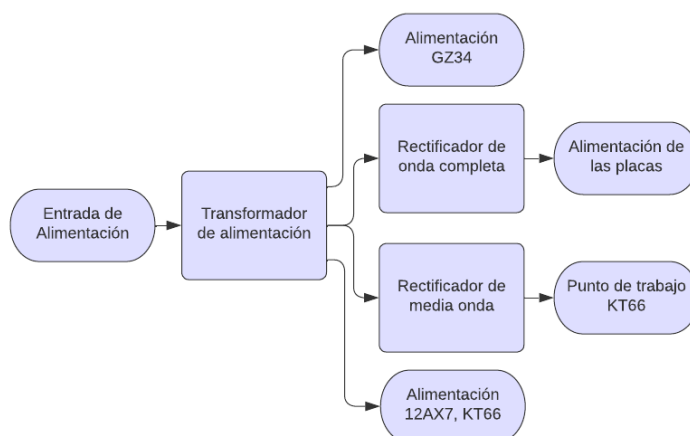 Alimentación
GZ34
Rectificador de
onda completa
Alimentación de
las placas
Entrada de
Alimentación
Transformador
de alimentación
Rectificador de
media onda
Punto de trabajo
KT66
Alimentación
12AX7, KT66